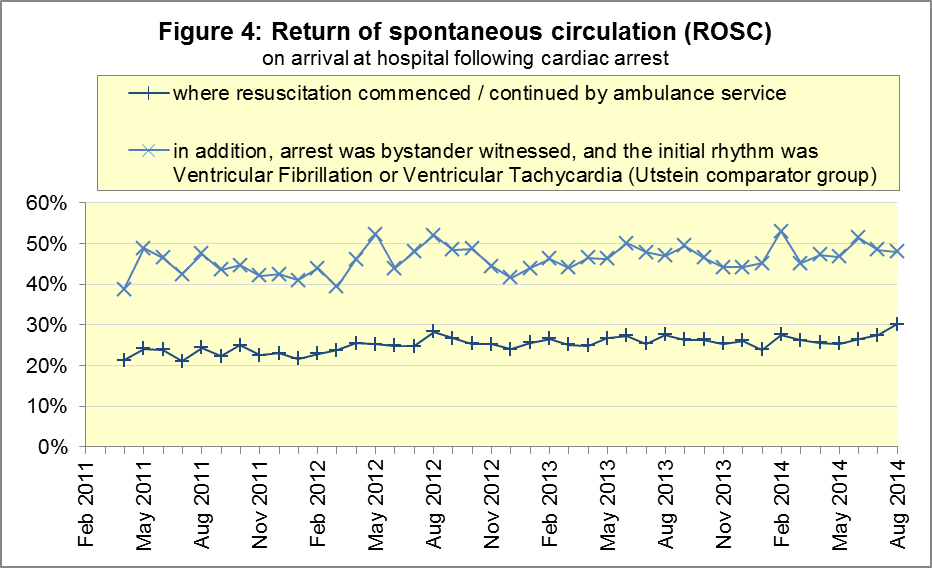 Figure 4: Return of spontaneous circulation (ROSC)
on arrival at hospital following cardiac arrest
where resuscitation commenced / continued by ambulance service
in addition, arrest was bystander witnessed, and the initial rhythm was
Ventricular Fibrillation or Ventricular Tachycardia (Utstein comparator group)
60%
50%
40%
30%
20%
10%
0%
Feb 2011
May 2011
Aug 2011
Nov 2011
Feb 2012
May 2012
Aug 2012
Nov 2012
Feb 2013
May 2013
Aug 2013
Nov 2013
Feb 2014
May 2014
Aug 2014